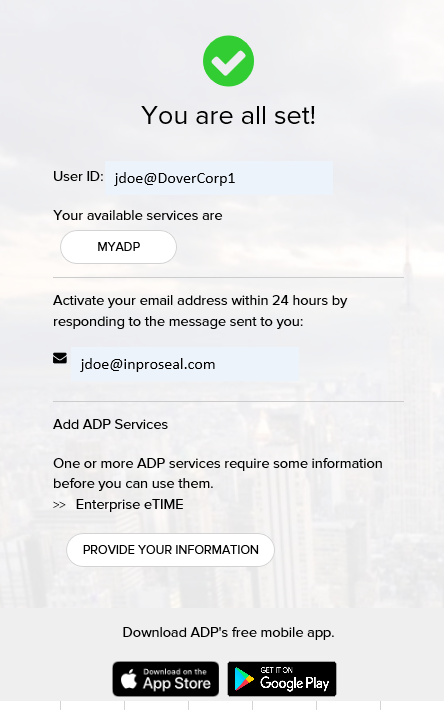 You are all set!
User ID: jdoe@DoverCorp1
Your available services are
MYADP
Activate your email address within 24 hours by
responding to the message sent to you:
jdoe@inproseal.com
Add ADP Services
One or more ADP services require some information
before you can use them.
>> Enterprise eTIME
PROVIDE YOUR INFORMATION
Download ADP's free mobile app.
Download on the
App Store
GET IT ON
Google Play